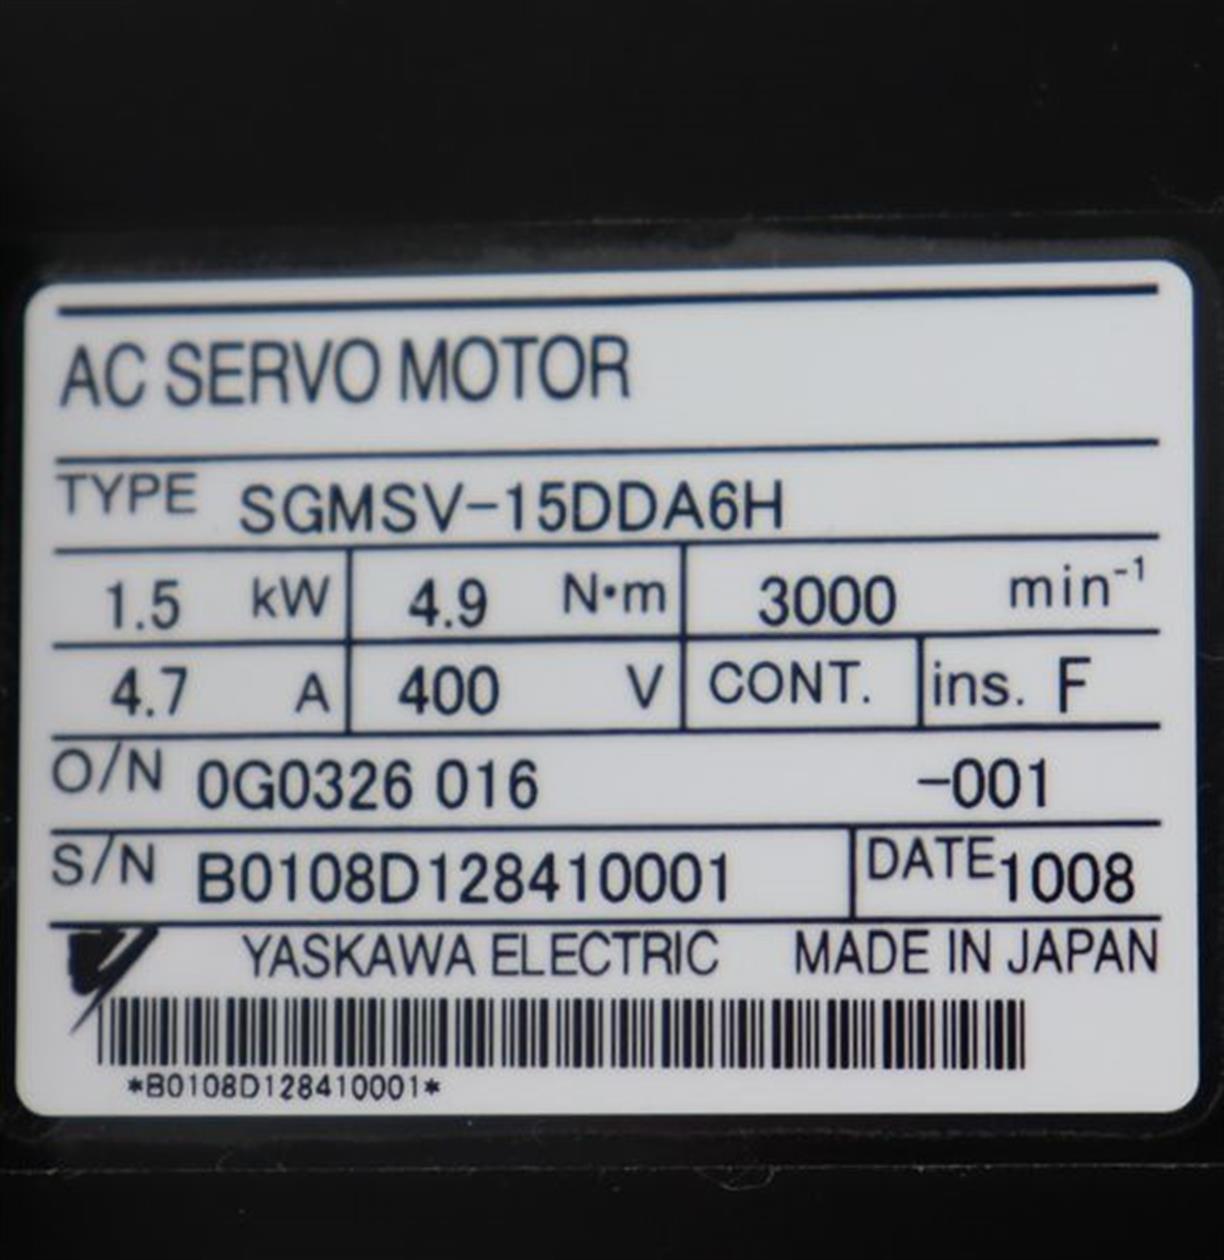 AC SERVO MOTOR
TYPE SGMSV-15DDA6H
1.5 kW 4.9 N·m 3000 min⁻¹
4.7 A 400 V CONT. ins. F
O/N 0G0326 016 -001
S/N B0108D128410001 DATE 1008
YASKAWA ELECTRIC MADE IN JAPAN
*B0108D128410001*